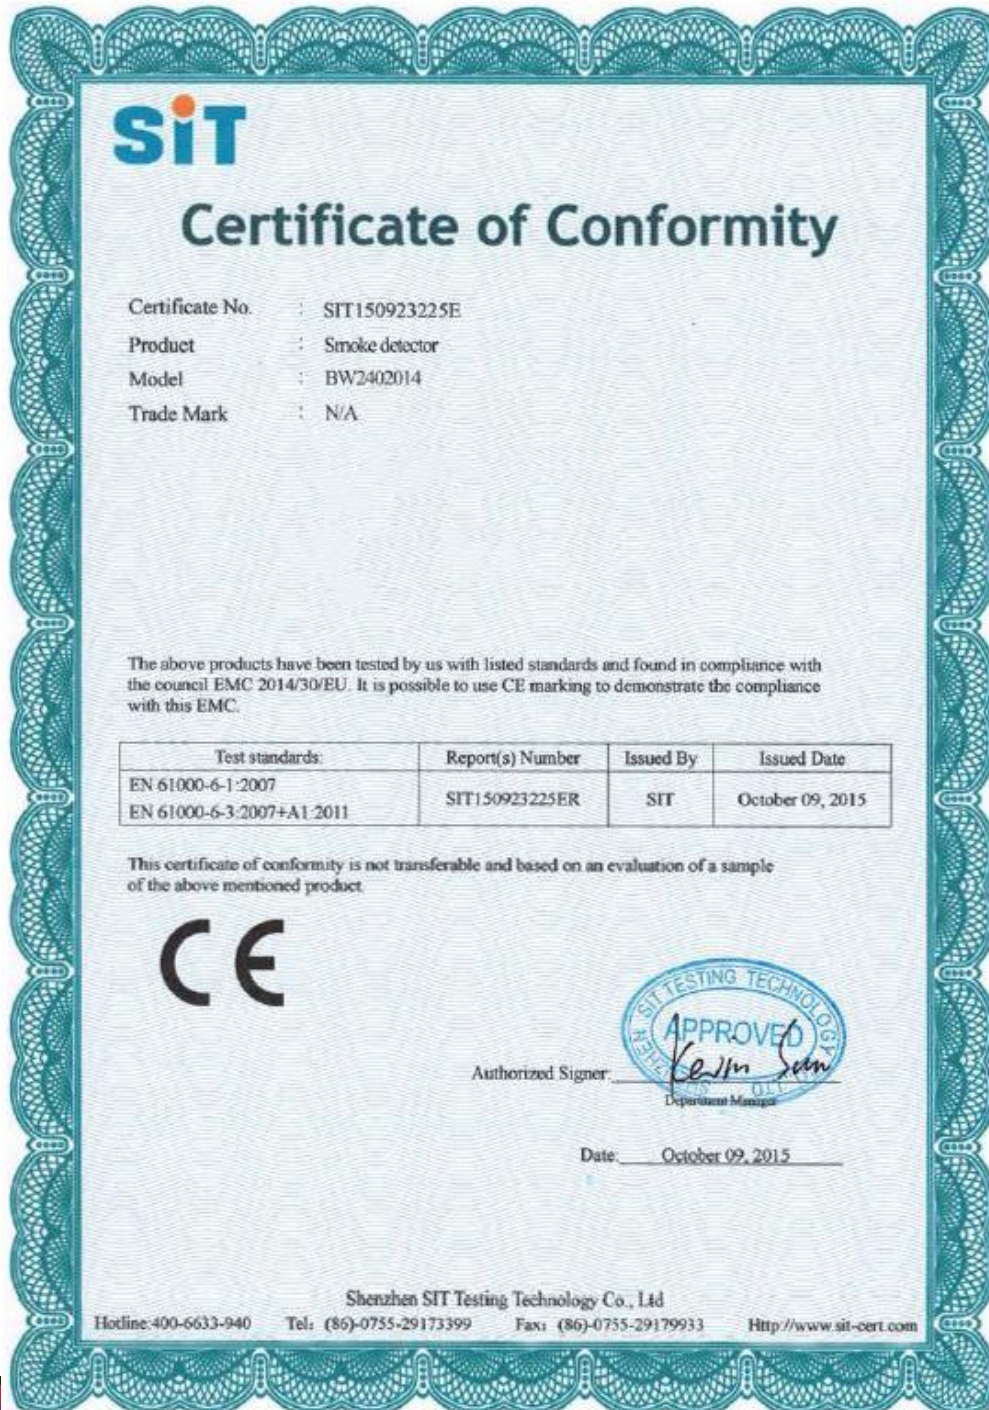 SiT
Certificate of Conformity
Certificate No. : SIT150923225E
Product : Smoke detector
Model : BW2402014
Trade Mark : N/A
The above products have been tested by us with listed standards and found in compliance with
the council EMC 2014/30/EU. It is possible to use CE marking to demonstrate the compliance
with this EMC.
Test standards: Report(s) Number Issued By Issued Date
EN 61000-6-1:2007
SIT150923225ER SIT October 09, 2015
EN 61000-6-3:2007+A1:2011
This certificate of conformity is not transferable and based on an evaluation of a sample
of the above mentioned product.
CE
SIT TESTING TECHNOLOGY
APPROVED
Authorized Signer: Kevin Sun
Department Manager
Date: October 09, 2015
Shenzhen SIT Testing Technology Co., Ltd
Hotline:400-6633-940 Tel: (86)-0755-29173399 Fax: (86)-0755-29179933 Http://www.sit-cert.com